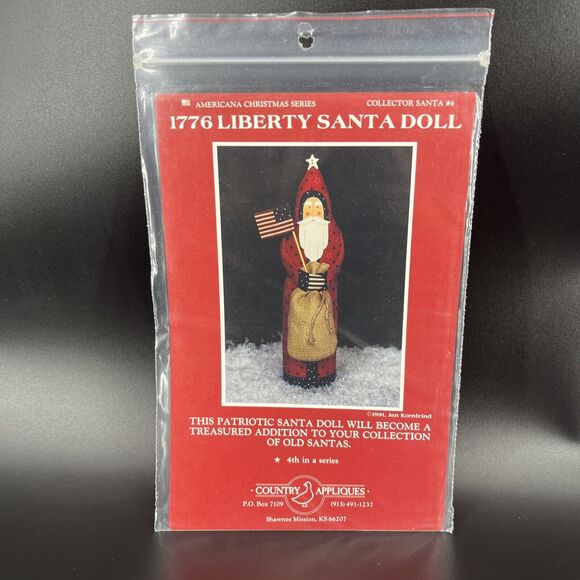 AMERICANA CHRISTMAS SERIES COLLECTOR SANTA #4
1776 LIBERTY SANTA DOLL
©1991, Jan Kornfeind
THIS PATRIOTIC SANTA DOLL WILL BECOME A
TREASURED ADDITION TO YOUR COLLECTION
OF OLD SANTAS.
★ 4th in a series
· COUNTRY APPLIQUES ·
P.O. Box 7109 (913) 491-1237
Shawnee Mission, KS 66207